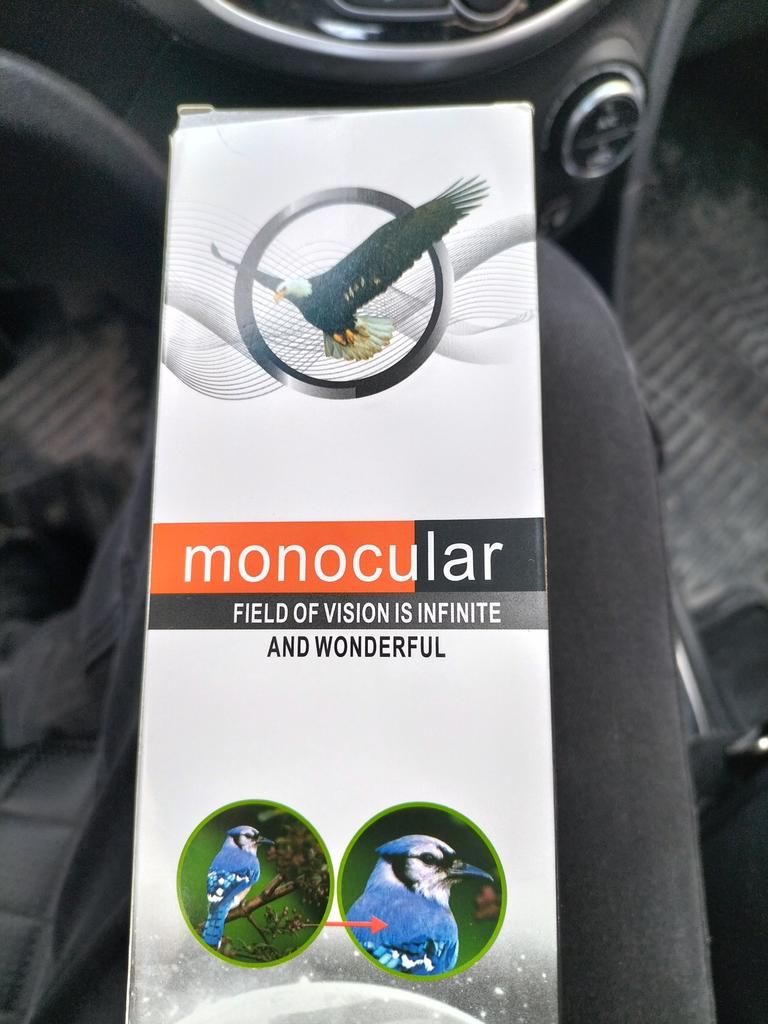 monocular
FIELD OF VISION IS INFINITE
AND WONDERFUL